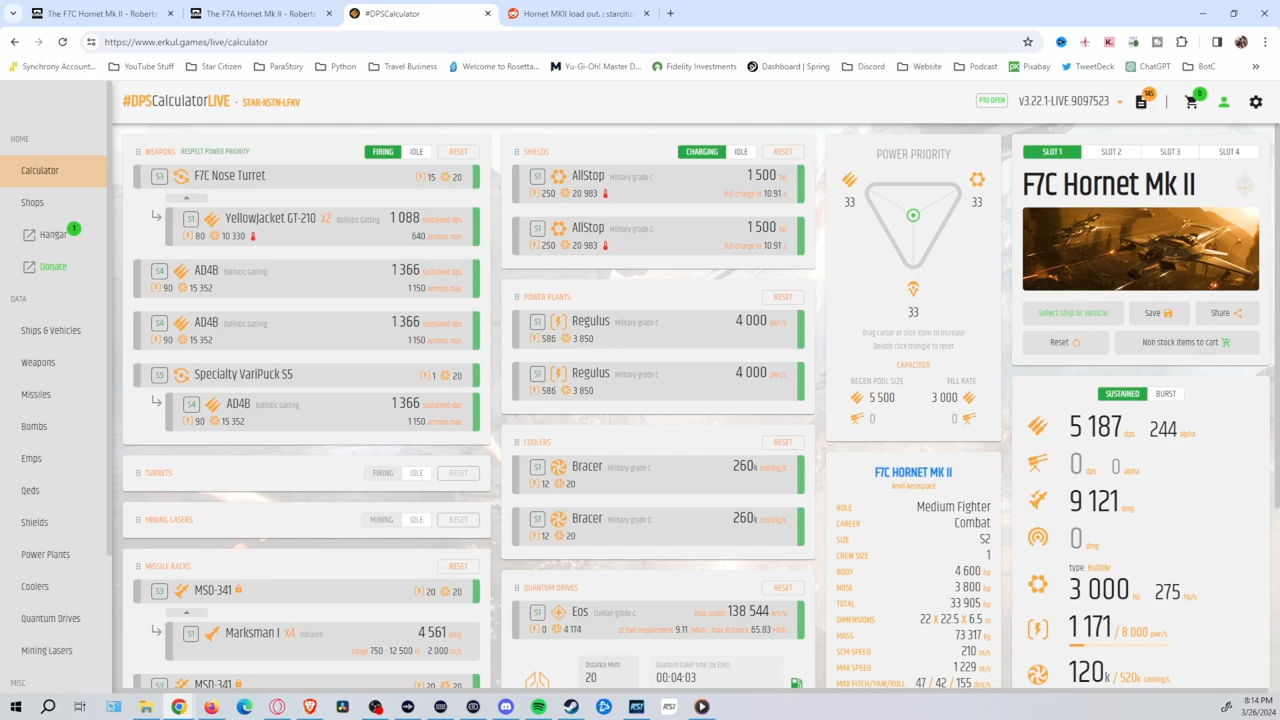 The F7C Hornet Mk II - Roberts
The F7A Hornet Mk II - Roberts
#DPSCalculator
Hornet MKII load out. : starcitize
https://www.erkul.games/live/calculator
Synchrony Account...
YouTube Stuff
Star Citizen
ParaStory
Python
Travel Business
Welcome to Rosetta...
Yu-Gi-Oh! Master D...
Fidelity Investments
Dashboard | Spring
Discord
Website
Podcast
Pixabay
TweetDeck
ChatGPT
BotC
#DPSCalculatorLIVE - STAR-KSTN-LFKV
PTU OPEN
v3.22.1-LIVE.9097523
145
0
HOME
Calculator
Shops
Hangar
1
Donate
DATA
Ships & Vehicles
Weapons
Missiles
Bombs
Emps
Qeds
Shields
Power Plants
Coolers
Quantum Drives
Mining Lasers
MISC
WEAPONS RESPECT POWER PRIORITY FIRING IDLE RESET
S3 F7C Nose Turret 15 20
S1 YellowJacket GT-210 x2 Ballistic Gatling 1 088 sustained dps
80 10 330 640 ammos max
S4 AD4B Ballistic Gatling 1 366 sustained dps
90 15 352 1 150 ammos max
S4 AD4B Ballistic Gatling 1 366 sustained dps
90 15 352 1 150 ammos max
S5 Specialty VariPuck S5 1 20
S4 AD4B Ballistic Gatling 1 366 sustained dps
90 15 352 1 150 ammos max
TURRETS FIRING IDLE RESET
MINING LASERS MINING IDLE RESET
MISSILE RACKS RESET
S3 MSD-341 20 20
S1 Marksman I x4 Infrared 4 561 dmg
range 750 - 12 500 m - 2 000 m/s
S3 MSD-341 20 20
SHIELDS CHARGING IDLE RESET
S1 AllStop Military grade C 1 500 hp
250 20 983 full charge in 10.91 s
S1 AllStop Military grade C 1 500 hp
250 20 983 full charge in 10.91 s
POWER PLANTS RESET
S1 Regulus Military grade C 4 000 pwr/s
586 3 850
S1 Regulus Military grade C 4 000 pwr/s
586 3 850
COOLERS RESET
S1 Bracer Military grade C 260k cooling/s
12 20
S1 Bracer Military grade C 260k cooling/s
12 20
QUANTUM DRIVES RESET
S1 Eos Civilian grade C max speed 138 544 km/s
0 4 174 qt fuel requirement 9.11 /Mkm - max distance 65.83 Mkm
Distance Mkm
20
Quantum travel time (by Erec)
00:04:03
POWER PRIORITY
33 33
33
Drag cursor or click icons to increase
Double click triangle to reset
CAPACITOR
REGEN POOL SIZE FILL RATE
5 500 3 000
0 0
F7C HORNET MK II
Anvil Aerospace
ROLE Medium Fighter
CAREER Combat
SIZE S2
CREW SIZE 1
BODY 4 600 hp
NOSE 3 800 hp
TOTAL 33 905 hp
DIMENSIONS 22 X 22.5 X 6.5 m
MASS 73 317 kg
SCM SPEED 210 m/s
MAX SPEED 1 229 m/s
MAX PITCH/YAW/ROLL 47 / 42 / 155 deg/s
SLOT 1 SLOT 2 SLOT 3 SLOT 4
F7C Hornet Mk II
Select ship or vehicle Save Share
Reset Non stock items to cart
SUSTAINED BURST
5 187 dps 244 alpha
0 dps 0 alpha
9 121 dmg
0 dmg
type: Bubble
3 000 hp 275 hp/s
1 171 / 8 000 pwr/s
120k / 520k cooling/s
RSI
RSI
8:14 PM
3/26/2024